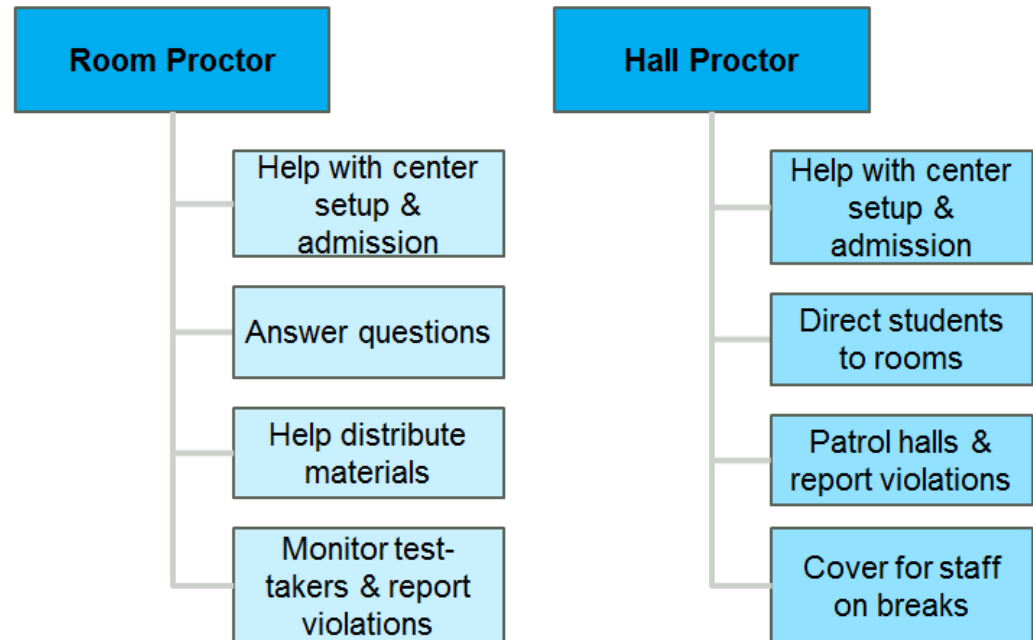 Room Proctor
Help with center
setup &
admission
Answer questions
Help distribute
materials
Monitor test-
takers & report
violations
Hall Proctor
Help with center
setup &
admission
Direct students
to rooms
Patrol halls &
report violations
Cover for staff
on breaks